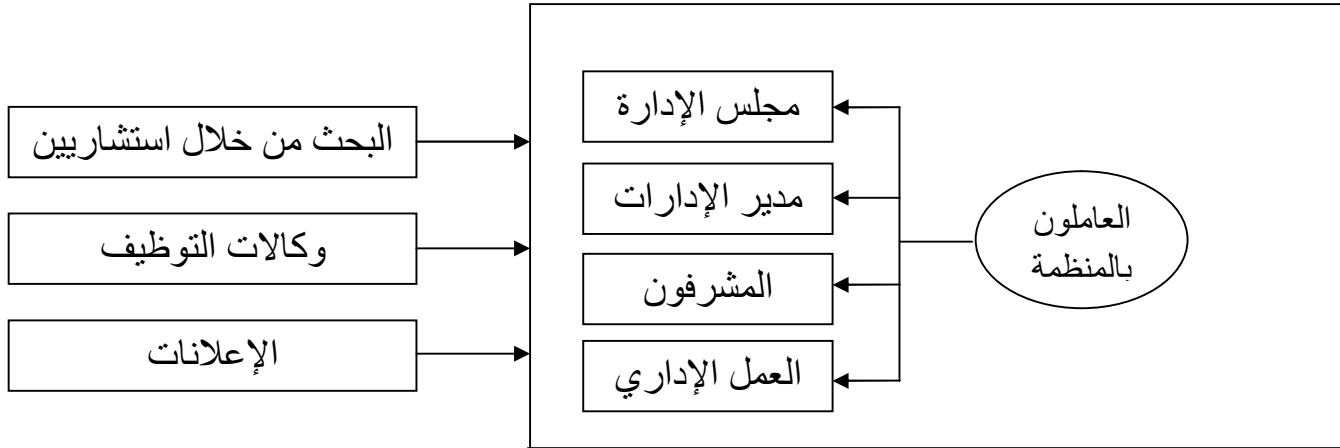 مجلس الإدارة
البحث من خلال استشاريين
مدير الإدارات
العاملون
بالمنظمة
وكالات التوظيف
المشرفون
الإعلانات
العمل الإداري